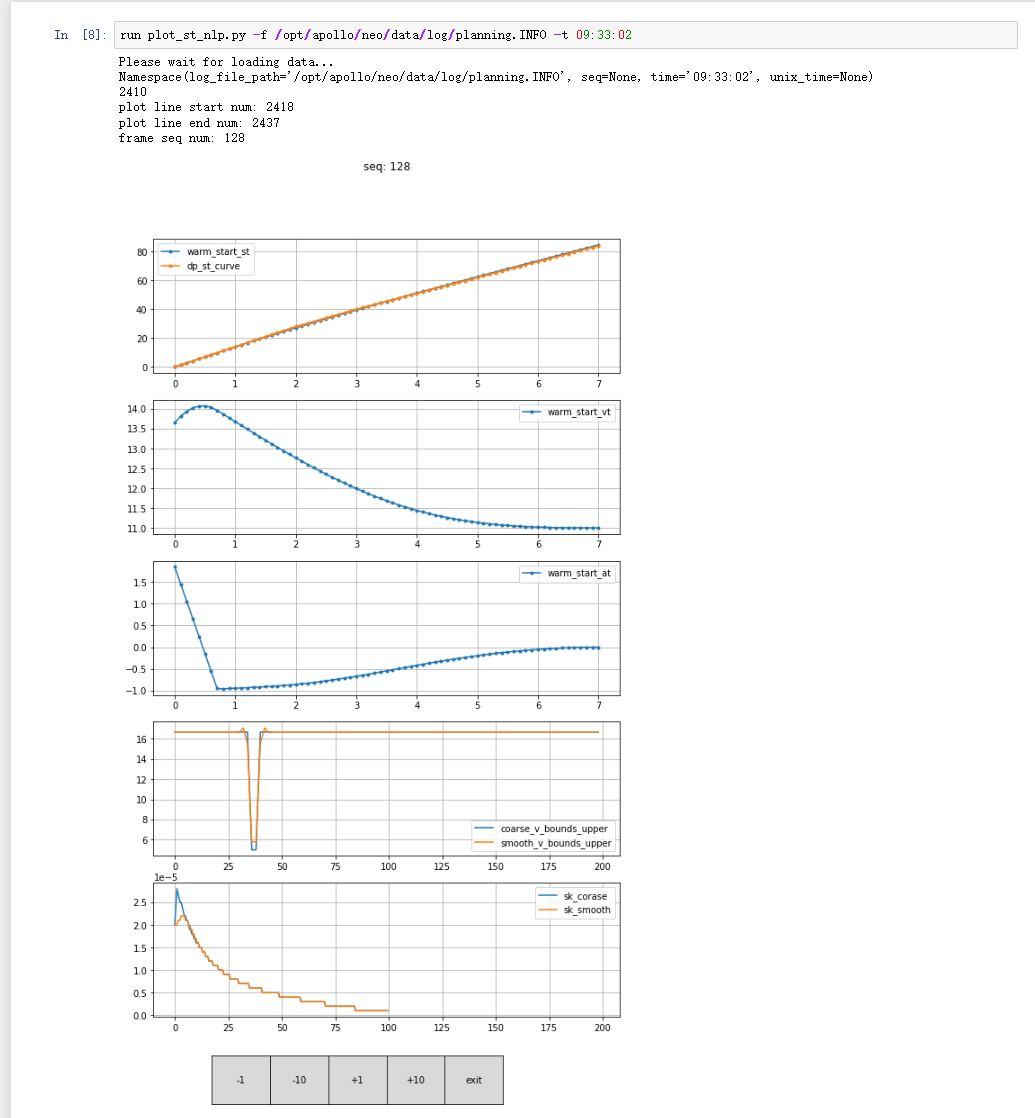 In [8]: run plot_st_nlp.py -f /opt/apollo/neo/data/log/planning.INFO -t 09:33:02
Please wait for loading data...
Namespace(log_file_path='/opt/apollo/neo/data/log/planning.INFO', seq=None, time='09:33:02', unix_time=None)
2410
plot line start num: 2418
plot line end num: 2437
frame seq num: 128
seq: 128
warm_start_st
dp_st_curve
80
60
40
20
0
0 1 2 3 4 5 6 7
warm_start_vt
14.0
13.5
13.0
12.5
12.0
11.5
11.0
0 1 2 3 4 5 6 7
warm_start_at
1.5
1.0
0.5
0.0
−0.5
−1.0
0 1 2 3 4 5 6 7
16
14
12
10
8
6
coarse_v_bounds_upper
smooth_v_bounds_upper
0 25 50 75 100 125 150 175 200
1e−5
sk_corase
sk_smooth
2.5
2.0
1.5
1.0
0.5
0.0
0 25 50 75 100 125 150 175 200
-1 -10 +1 +10 exit